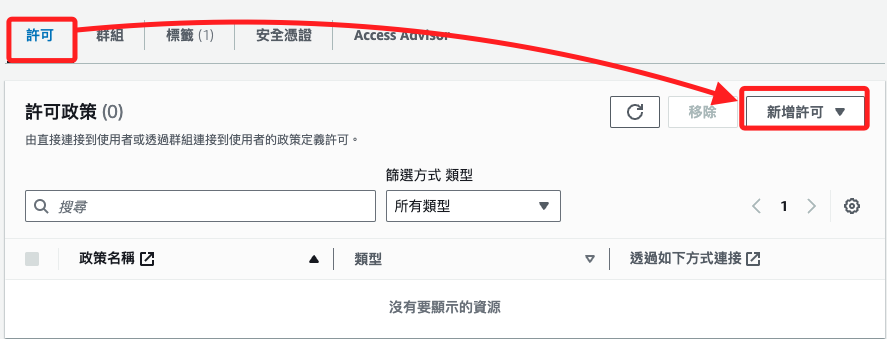 許可 群組 標籤 (1) 安全憑證 Access Advisor
許可政策 (0) 移除 新增許可
由直接連接到使用者或透過群組連接到使用者的政策定義許可。
篩選方式 類型
搜尋 所有類型 1
政策名稱 類型 透過如下方式連接
沒有要顯示的資源